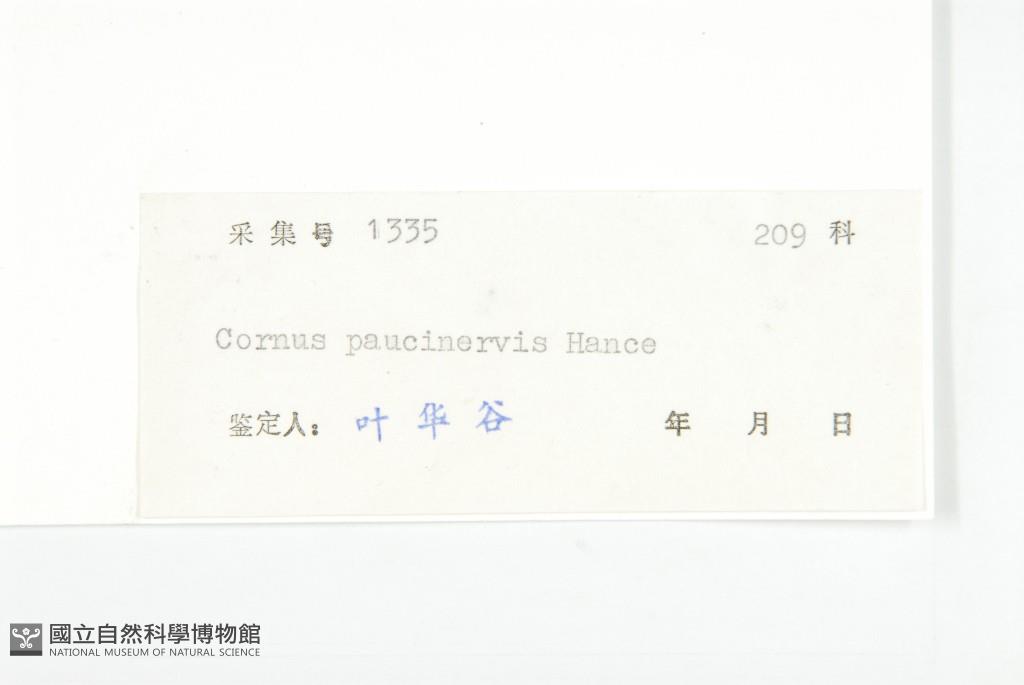 采集号 1335 209 科
Cornus paucinervis Hance
鉴定人: 叶华谷 年 月 日
國立自然科學博物館
NATIONAL MUSEUM OF NATURAL SCIENCE